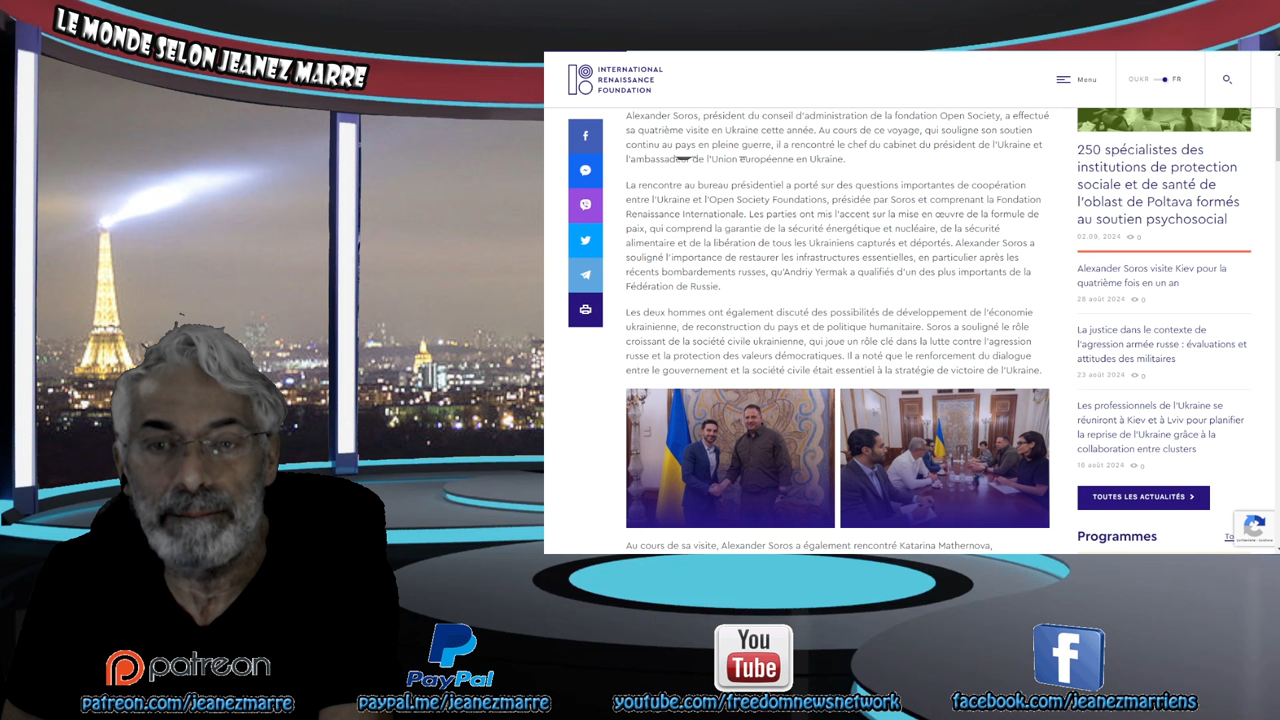 LE MONDE SELON JEANEZ MARRE
INTERNATIONAL
RENAISSANCE
FOUNDATION
Menu
OUKR
FR
Alexander Soros, président du conseil d'administration de la fondation Open Society, a effectué
sa quatrième visite en Ukraine cette année. Au cours de ce voyage, qui souligne son soutien
continu au pays en pleine guerre, il a rencontré le chef du cabinet du président de l'Ukraine et
l'ambassadeur de l'Union européenne en Ukraine.
La rencontre au bureau présidentiel a porté sur des questions importantes de coopération
entre l'Ukraine et l'Open Society Foundations, présidée par Soros et comprenant la Fondation
Renaissance Internationale. Les parties ont mis l'accent sur la mise en œuvre de la formule de
paix, qui comprend la garantie de la sécurité énergétique et nucléaire, de la sécurité
alimentaire et de la libération de tous les Ukrainiens capturés et déportés. Alexander Soros a
souligné l'importance de restaurer les infrastructures essentielles, en particulier après les
récents bombardements russes, qu'Andriy Yermak a qualifiés d'un des plus importants de la
Fédération de Russie.
Les deux hommes ont également discuté des possibilités de développement de l'économie
ukrainienne, de reconstruction du pays et de politique humanitaire. Soros a souligné le rôle
croissant de la société civile ukrainienne, qui joue un rôle clé dans la lutte contre l'agression
russe et la protection des valeurs démocratiques. Il a noté que le renforcement du dialogue
entre le gouvernement et la société civile était essentiel à la stratégie de victoire de l'Ukraine.
Au cours de sa visite, Alexander Soros a également rencontré Katarina Mathernova,
250 spécialistes des
institutions de protection
sociale et de santé de
l'oblast de Poltava formés
au soutien psychosocial
02.09, 2024 0
Alexander Soros visite Kiev pour la
quatrième fois en un an
28 août 2024 0
La justice dans le contexte de
l'agression armée russe : évaluations et
attitudes des militaires
23 août 2024 0
Les professionnels de l'Ukraine se
réuniront à Kiev et à Lviv pour planifier
la reprise de l'Ukraine grâce à la
collaboration entre clusters
16 août 2024 0
TOUTES LES ACTUALITÉS
Programmes
patreon
patreon.com/jeanezmarre
PayPal
paypal.me/jeanezmarre
You
Tube
youtube.com/freedomnewsnetwork
facebook.com/jeanezmarriens